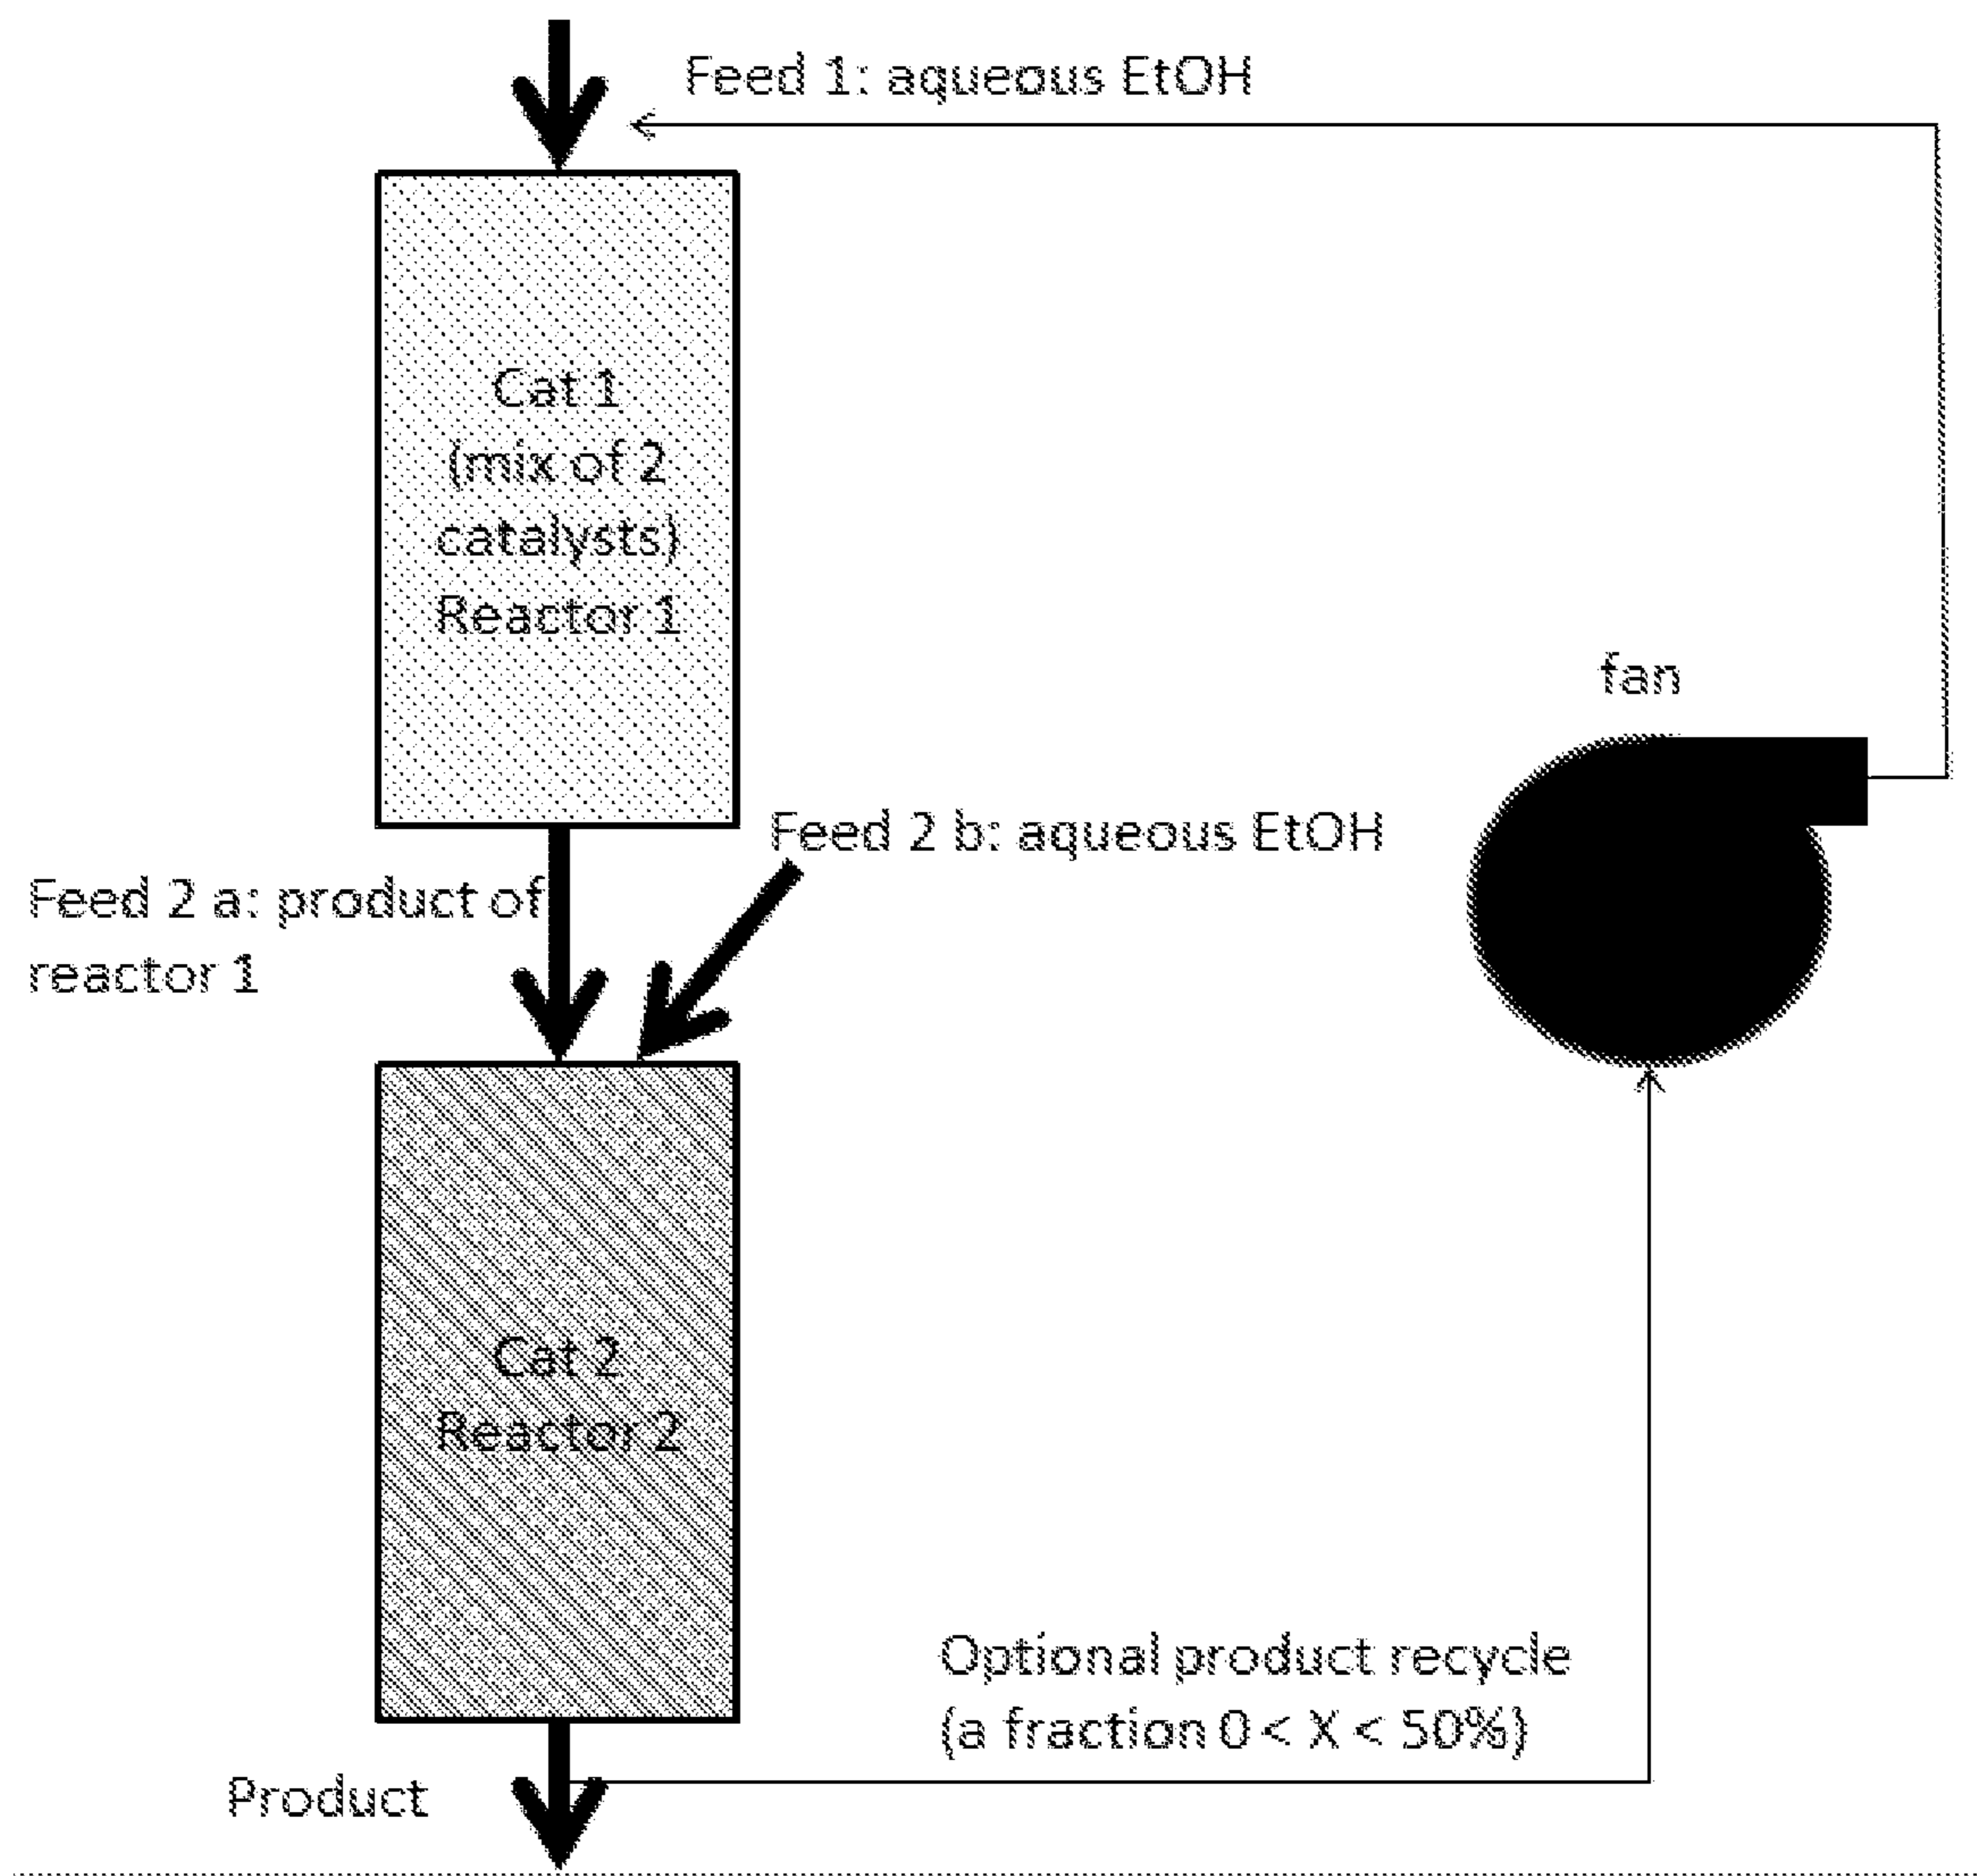 Feed 1: aqueous EtOH
Cat 1
(mix of 2
catalysts)
Reactor 1
fan
Feed 2 b: aqueous EtOH
Feed 2 a: product of
reactor 1
Cat 2
Reactor 2
Optional product recycle
(a fraction 0 < X < 50%)
Product